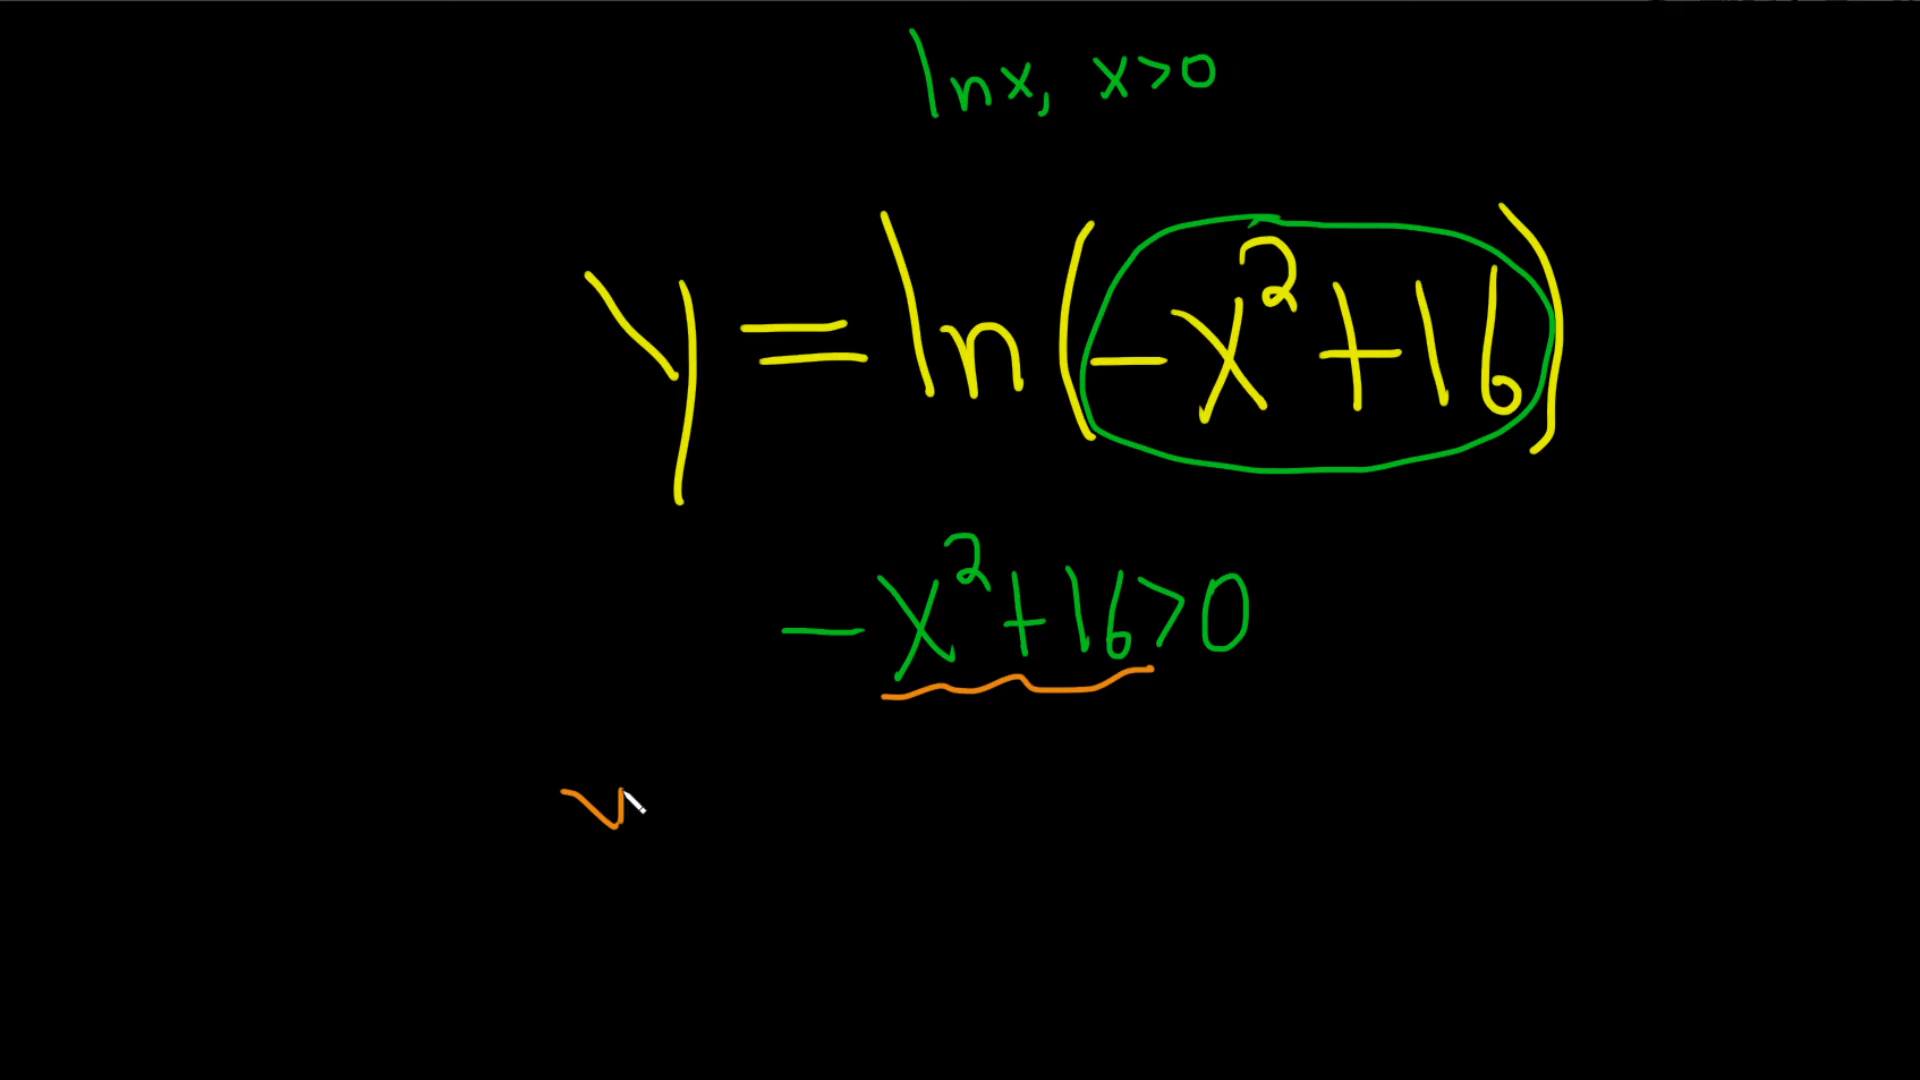 ln x, x>0
y = ln(-x²+16)
-x²+16>0